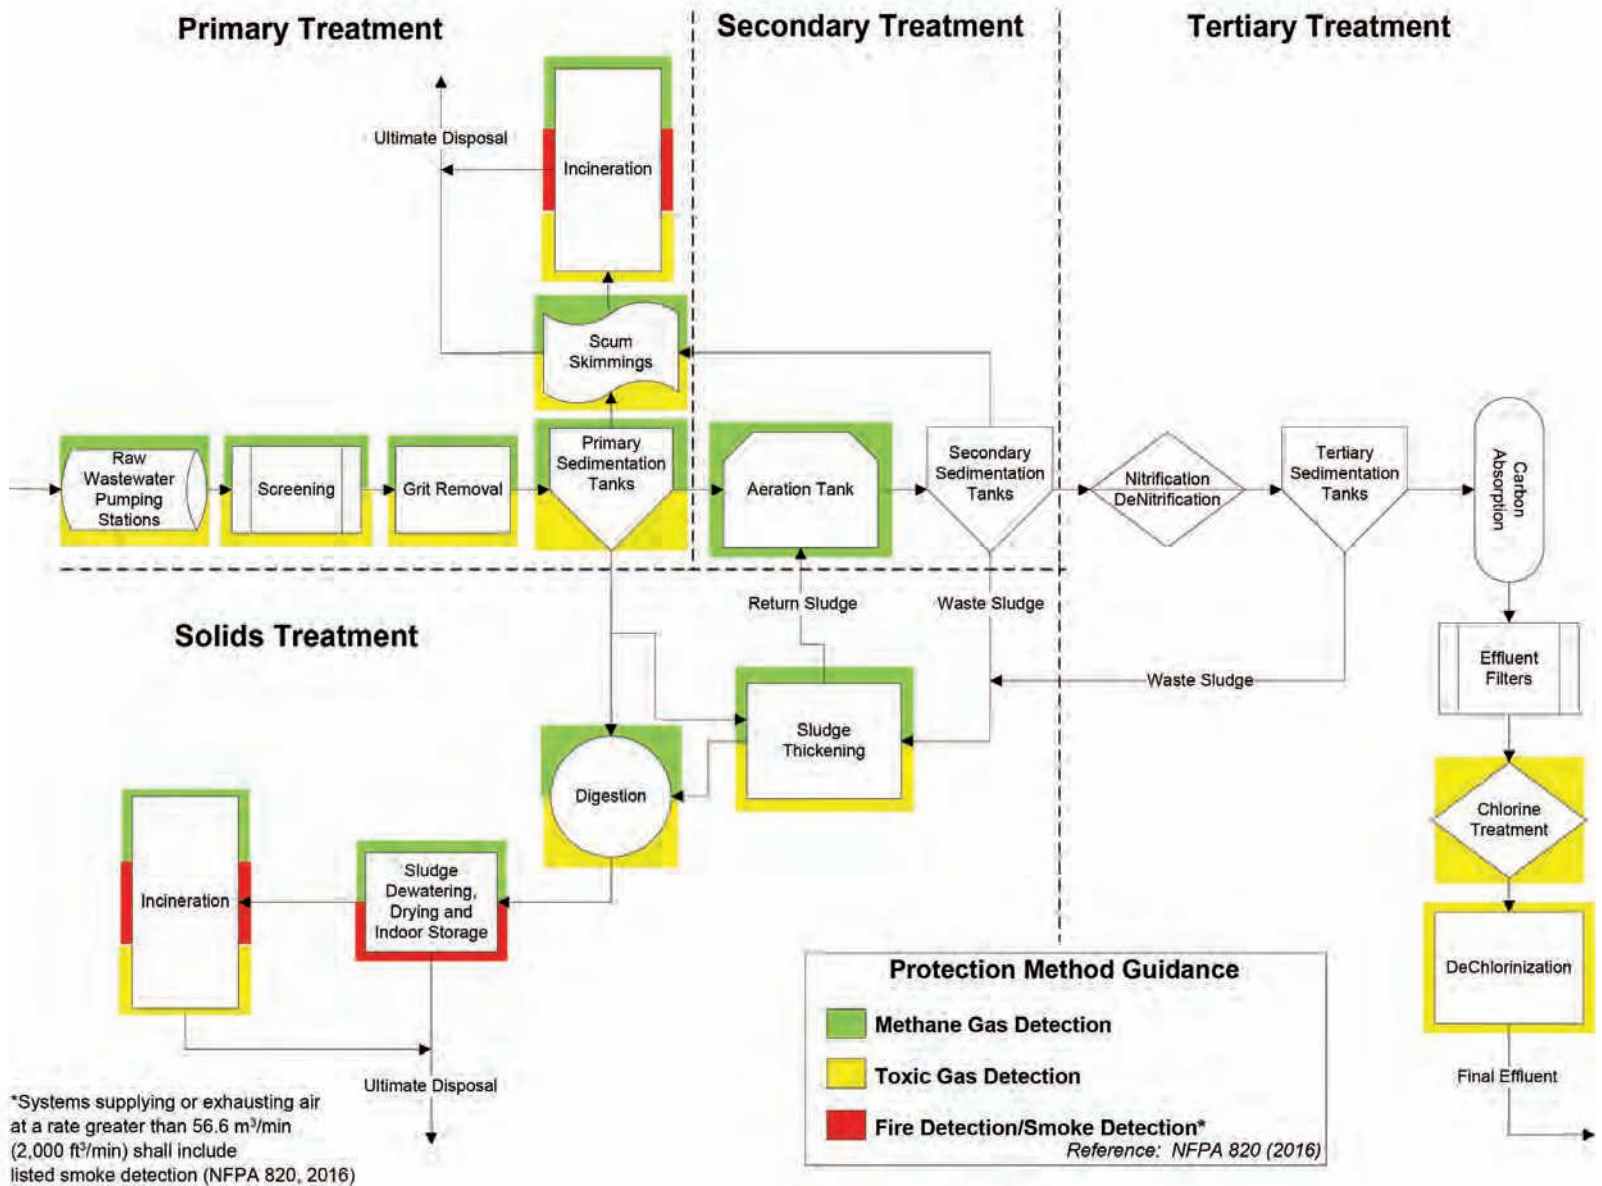 Primary Treatment
Secondary Treatment
Tertiary Treatment
Ultimate Disposal
Incineration
Scum
Skimmings
Raw
Wastewater
Pumping
Stations
Screening
Grit Removal
Primary
Sedimentation
Tanks
Aeration Tank
Secondary
Sedimentation
Tanks
Nitrification
DeNitrification
Tertiary
Sedimentation
Tanks
Carbon
Absorption
Return Sludge
Waste Sludge
Solids Treatment
Effluent
Filters
Waste Sludge
Sludge
Thickening
Digestion
Chlorine
Treatment
Incineration
Sludge
Dewatering,
Drying and
Indoor Storage
DeChlorinization
Protection Method Guidance
Methane Gas Detection
Toxic Gas Detection
Fire Detection/Smoke Detection*
Reference: NFPA 820 (2016)
Ultimate Disposal
Final Effluent
*Systems supplying or exhausting air
at a rate greater than 56.6 m³/min
(2,000 ft³/min) shall include
listed smoke detection (NFPA 820, 2016)